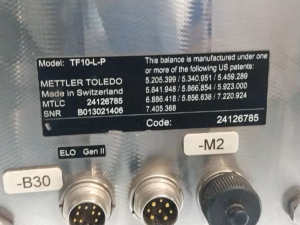 Model: TF10-L-P
METTLER TOLEDO
Made in Switzerland
MTLC 24126785
SNR B013021406
This balance is manufactured under one
or more of the following US patents:
5.205.399 / 5.340.951 / 5.459.289
5.641.948 / 5.866.854 / 5.923.000
6.886.418 / 5.856.638 / 7.220.924
7.405.368
Code: 24126785
ELO Gen II
-M2
-B30